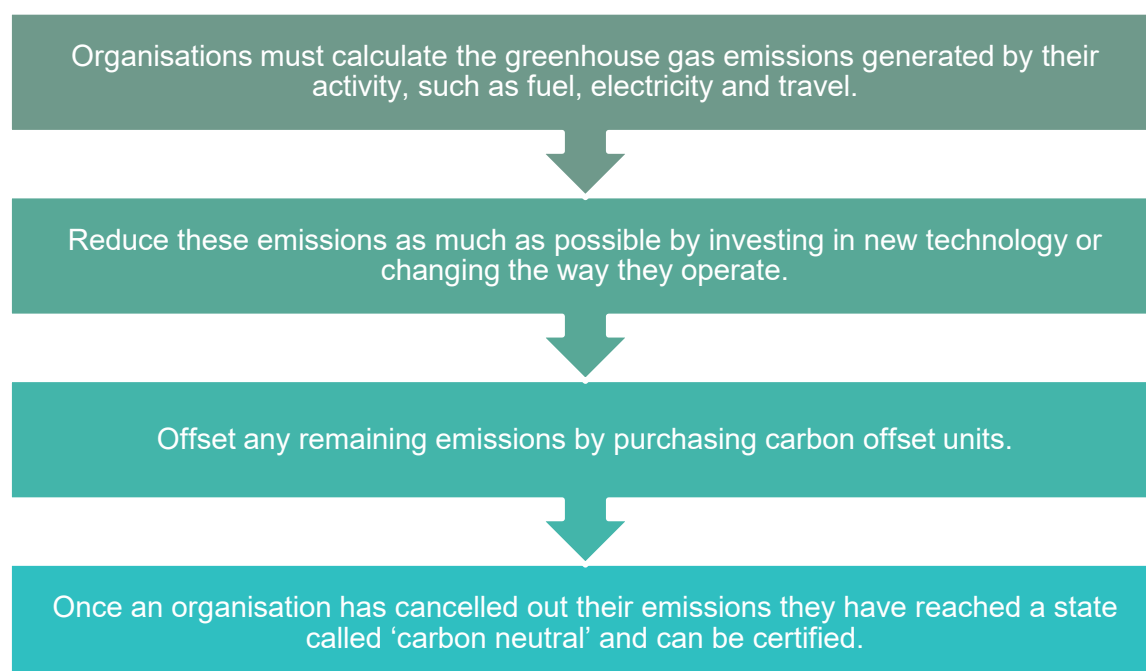 Organisations must calculate the greenhouse gas emissions generated by their
activity, such as fuel, electricity and travel.
Reduce these emissions as much as possible by investing in new technology or
changing the way they operate.
Offset any remaining emissions by purchasing carbon offset units.
Once an organisation has cancelled out their emissions they have reached a state
called ‘carbon neutral’ and can be certified.